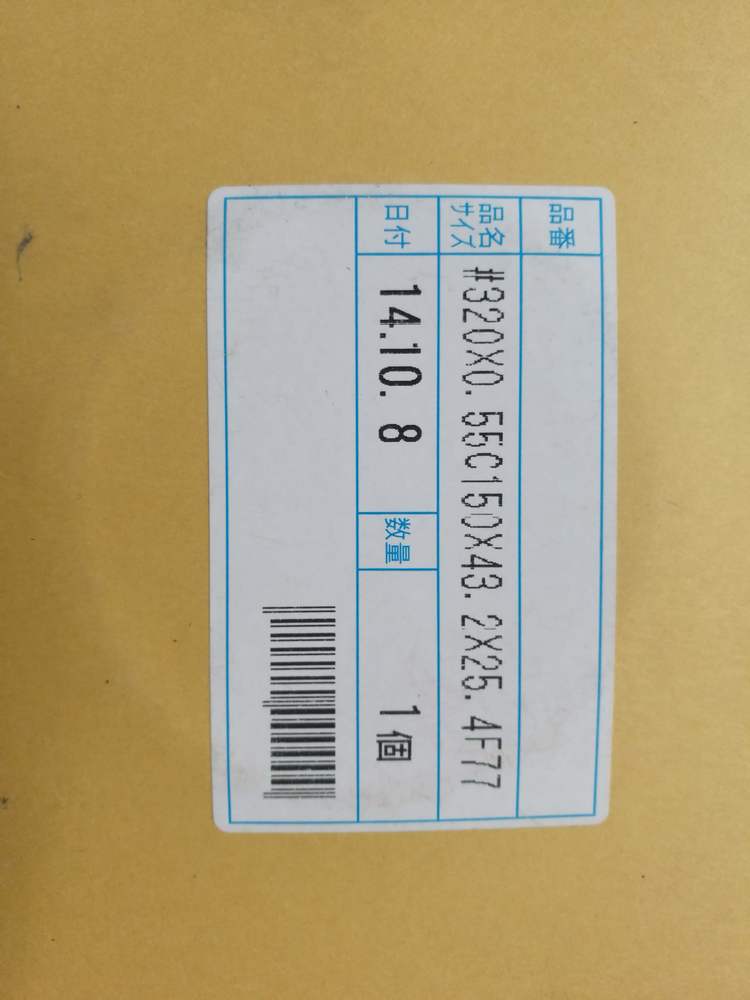 品番
品名
サイズ #320X0.55C150X43.2X25.4F77
日付 14.10.8 数量 1個